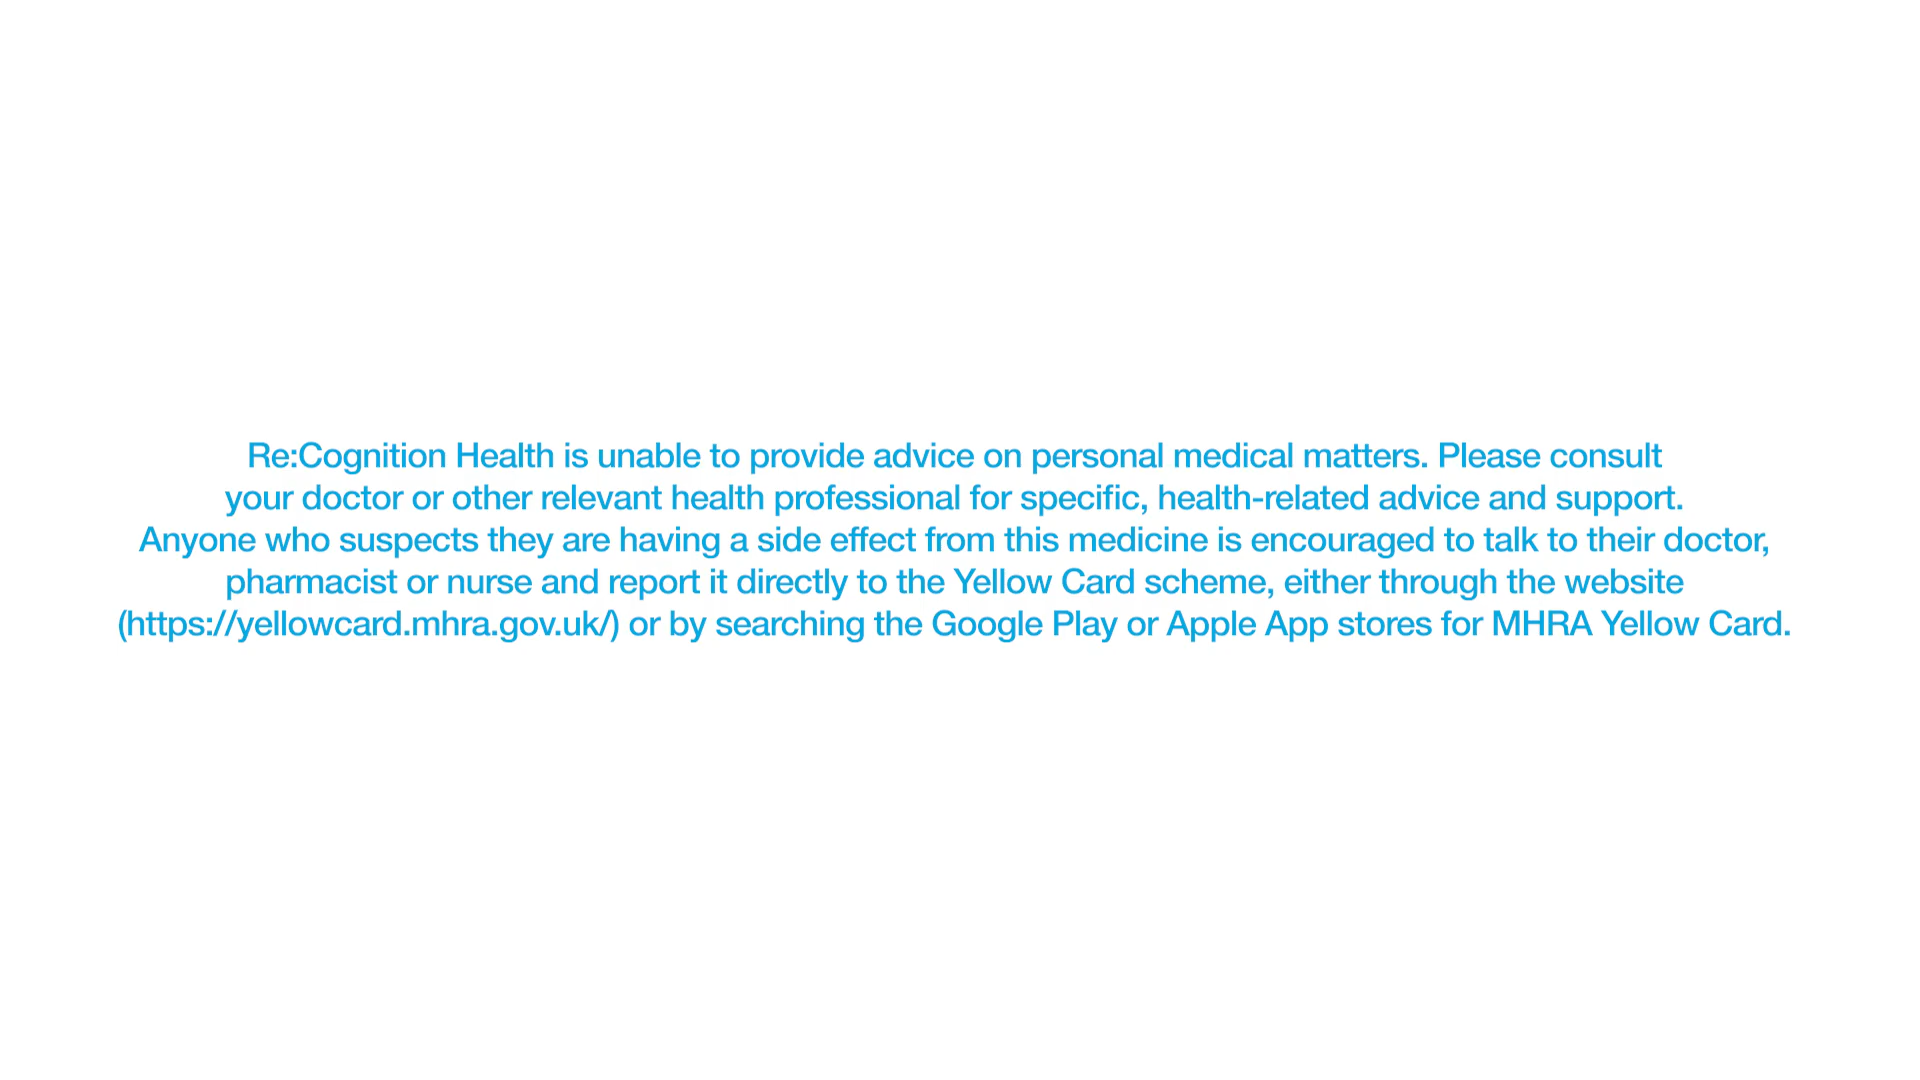 Re:Cognition Health is unable to provide advice on personal medical matters. Please consult
your doctor or other relevant health professional for specific, health-related advice and support.
Anyone who suspects they are having a side effect from this medicine is encouraged to talk to their doctor,
pharmacist or nurse and report it directly to the Yellow Card scheme, either through the website
(https://yellowcard.mhra.gov.uk/) or by searching the Google Play or Apple App stores for MHRA Yellow Card.